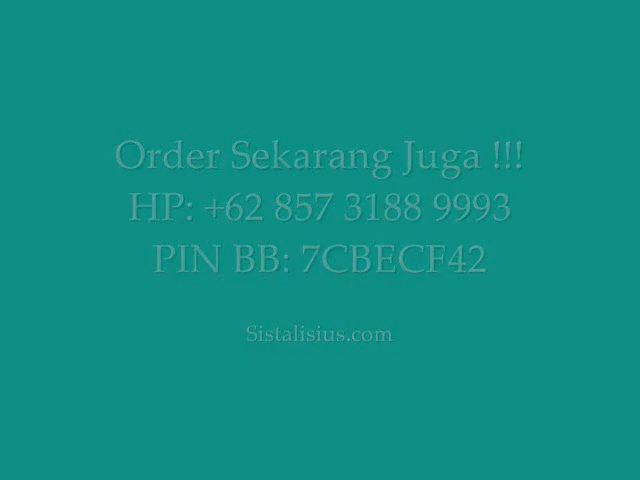 Order Sekarang Juga !!!
HP: +62 857 3188 9993
PIN BB: 7CBECF42
Sistalisius.com